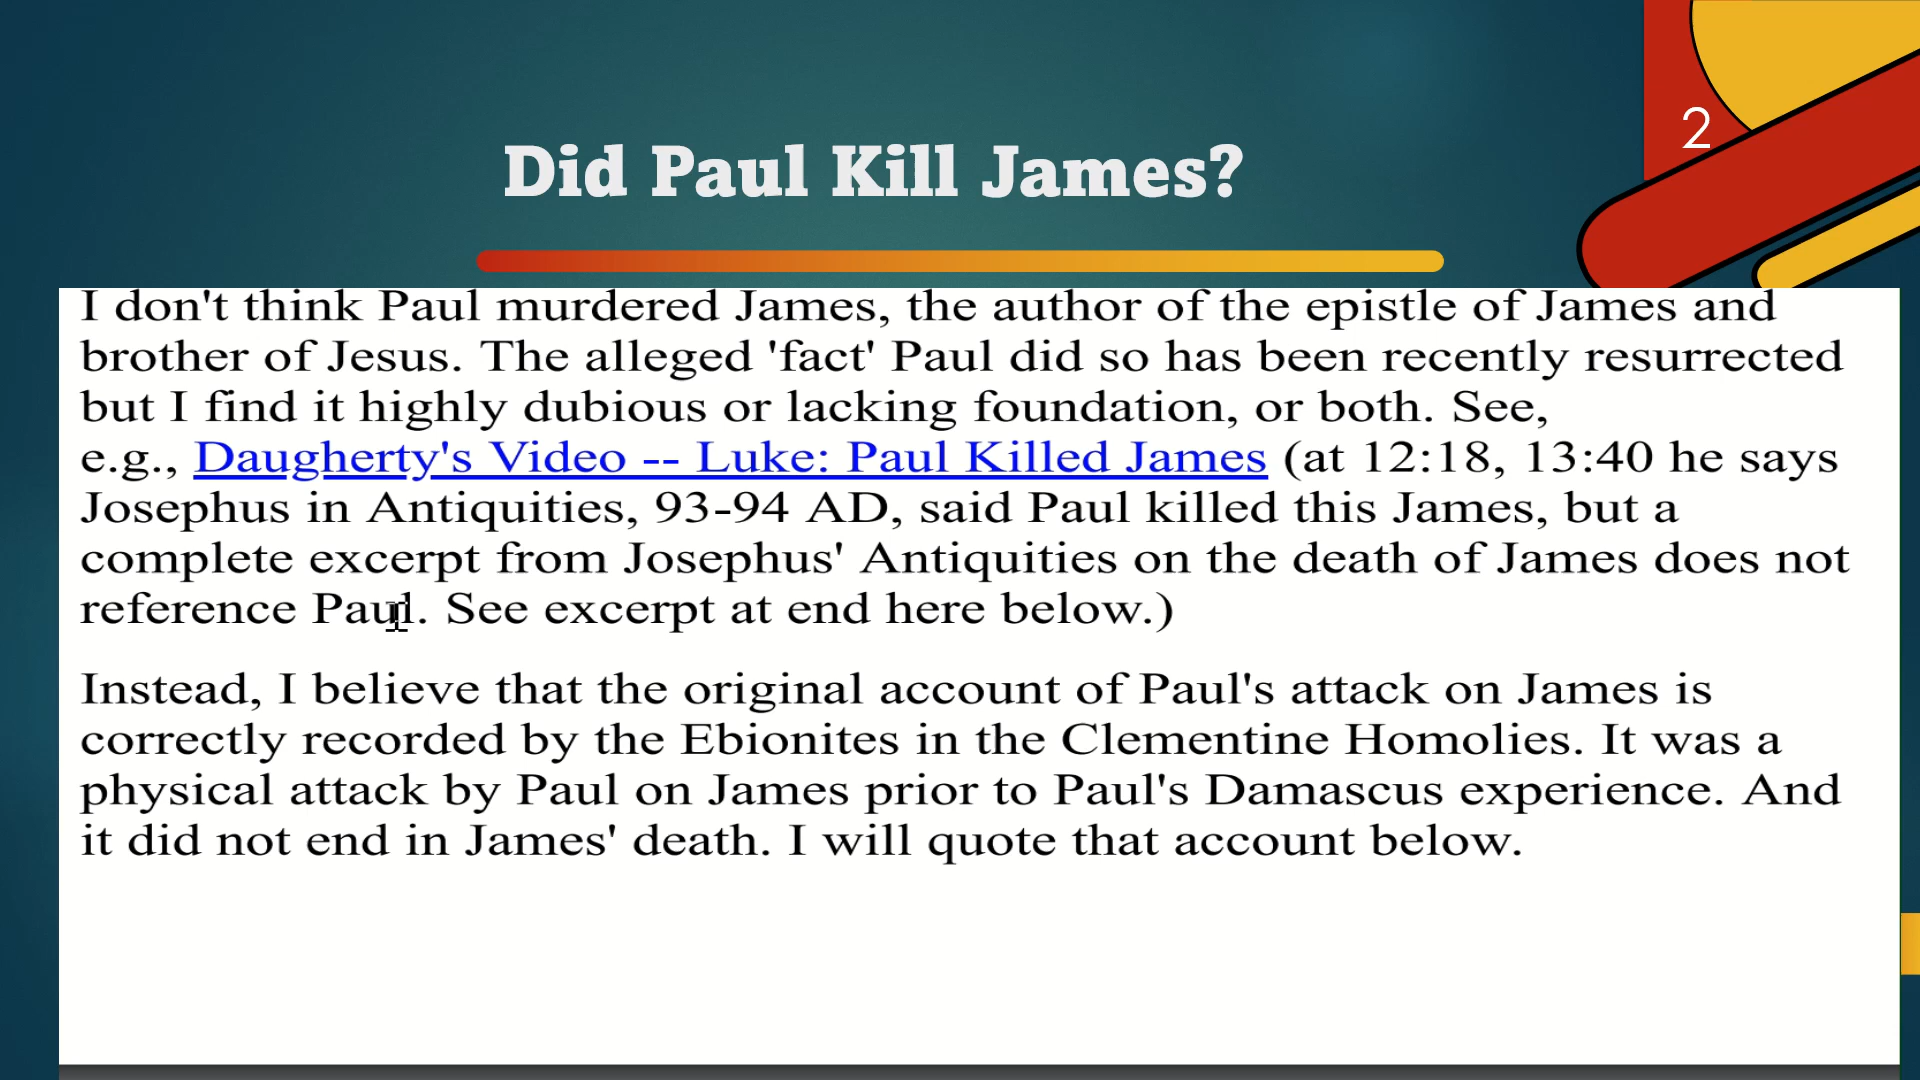 2
Did Paul Kill James?
I don't think Paul murdered James, the author of the epistle of James and
brother of Jesus. The alleged 'fact' Paul did so has been recently resurrected
but I find it highly dubious or lacking foundation, or both. See,
e.g., Daugherty's Video -- Luke: Paul Killed James (at 12:18, 13:40 he says
Josephus in Antiquities, 93-94 AD, said Paul killed this James, but a
complete excerpt from Josephus' Antiquities on the death of James does not
reference Paul. See excerpt at end here below.)
Instead, I believe that the original account of Paul's attack on James is
correctly recorded by the Ebionites in the Clementine Homolies. It was a
physical attack by Paul on James prior to Paul's Damascus experience. And
it did not end in James' death. I will quote that account below.